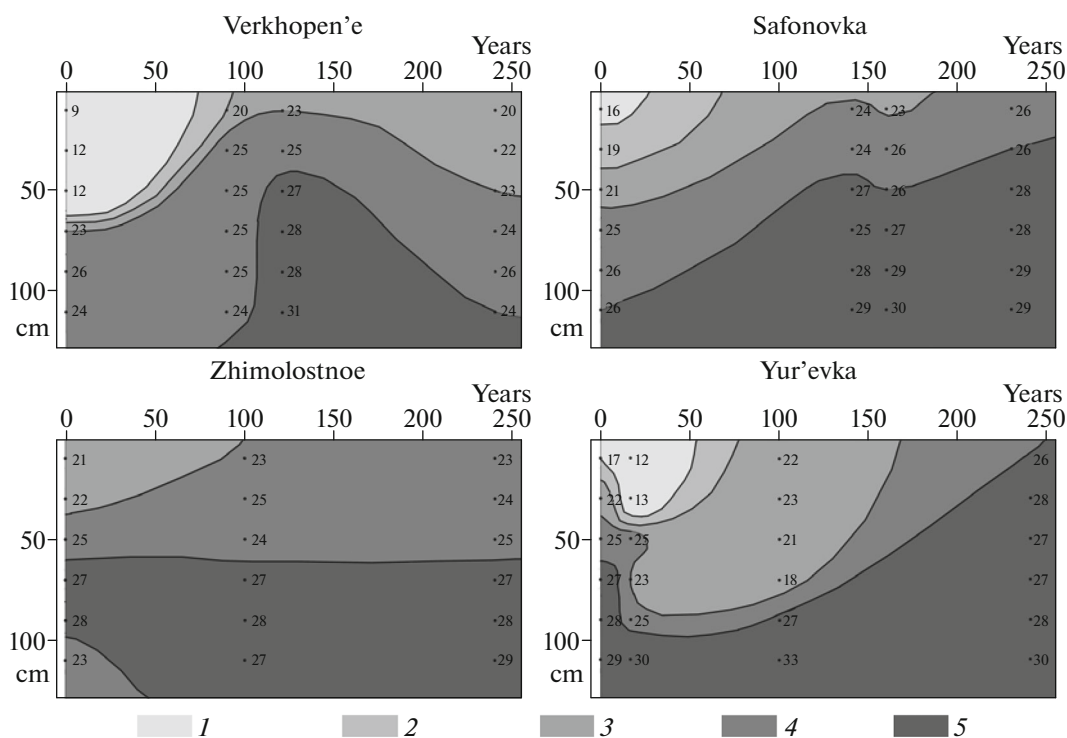 Verkhopen’e
Safonovka
Years
Years
0 50 100 150 200 250
0 50 100 150 200 250
9 20 23 20
16 24 23 26
12 25 25 22
19 24 26 26
50 12 25 27 23
50 21 27 26 28
23 25 28 24
25 25 27 28
26 25 28 26
26 28 29 29
100
100
24 24 31 24
26 29 30 29
cm
cm
Zhimolostnoe
Yur’evka
Years
Years
0 50 100 150 200 250
0 50 100 150 200 250
21 23 23
17 12 22 26
22 25 24
22 13 23 28
50 25 24 25
50 25 25 21 27
27 27 27
27 23 18 27
28 28 28
28 25 27 28
100
100
23 27 29
29 30 33 30
cm
cm
1 2 3 4 5